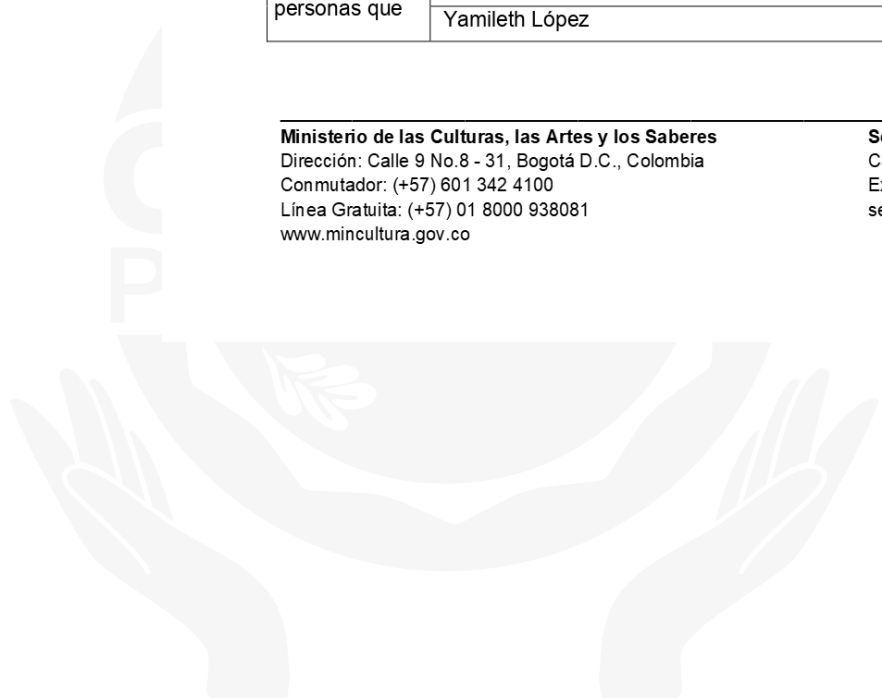 personas que
Yamileth López
Ministerio de las Culturas, las Artes y los Saberes
Dirección: Calle 9 No.8 - 31, Bogotá D.C., Colombia
Conmutador: (+57) 601 342 4100
Línea Gratuita: (+57) 01 8000 938081
www.mincultura.gov.co